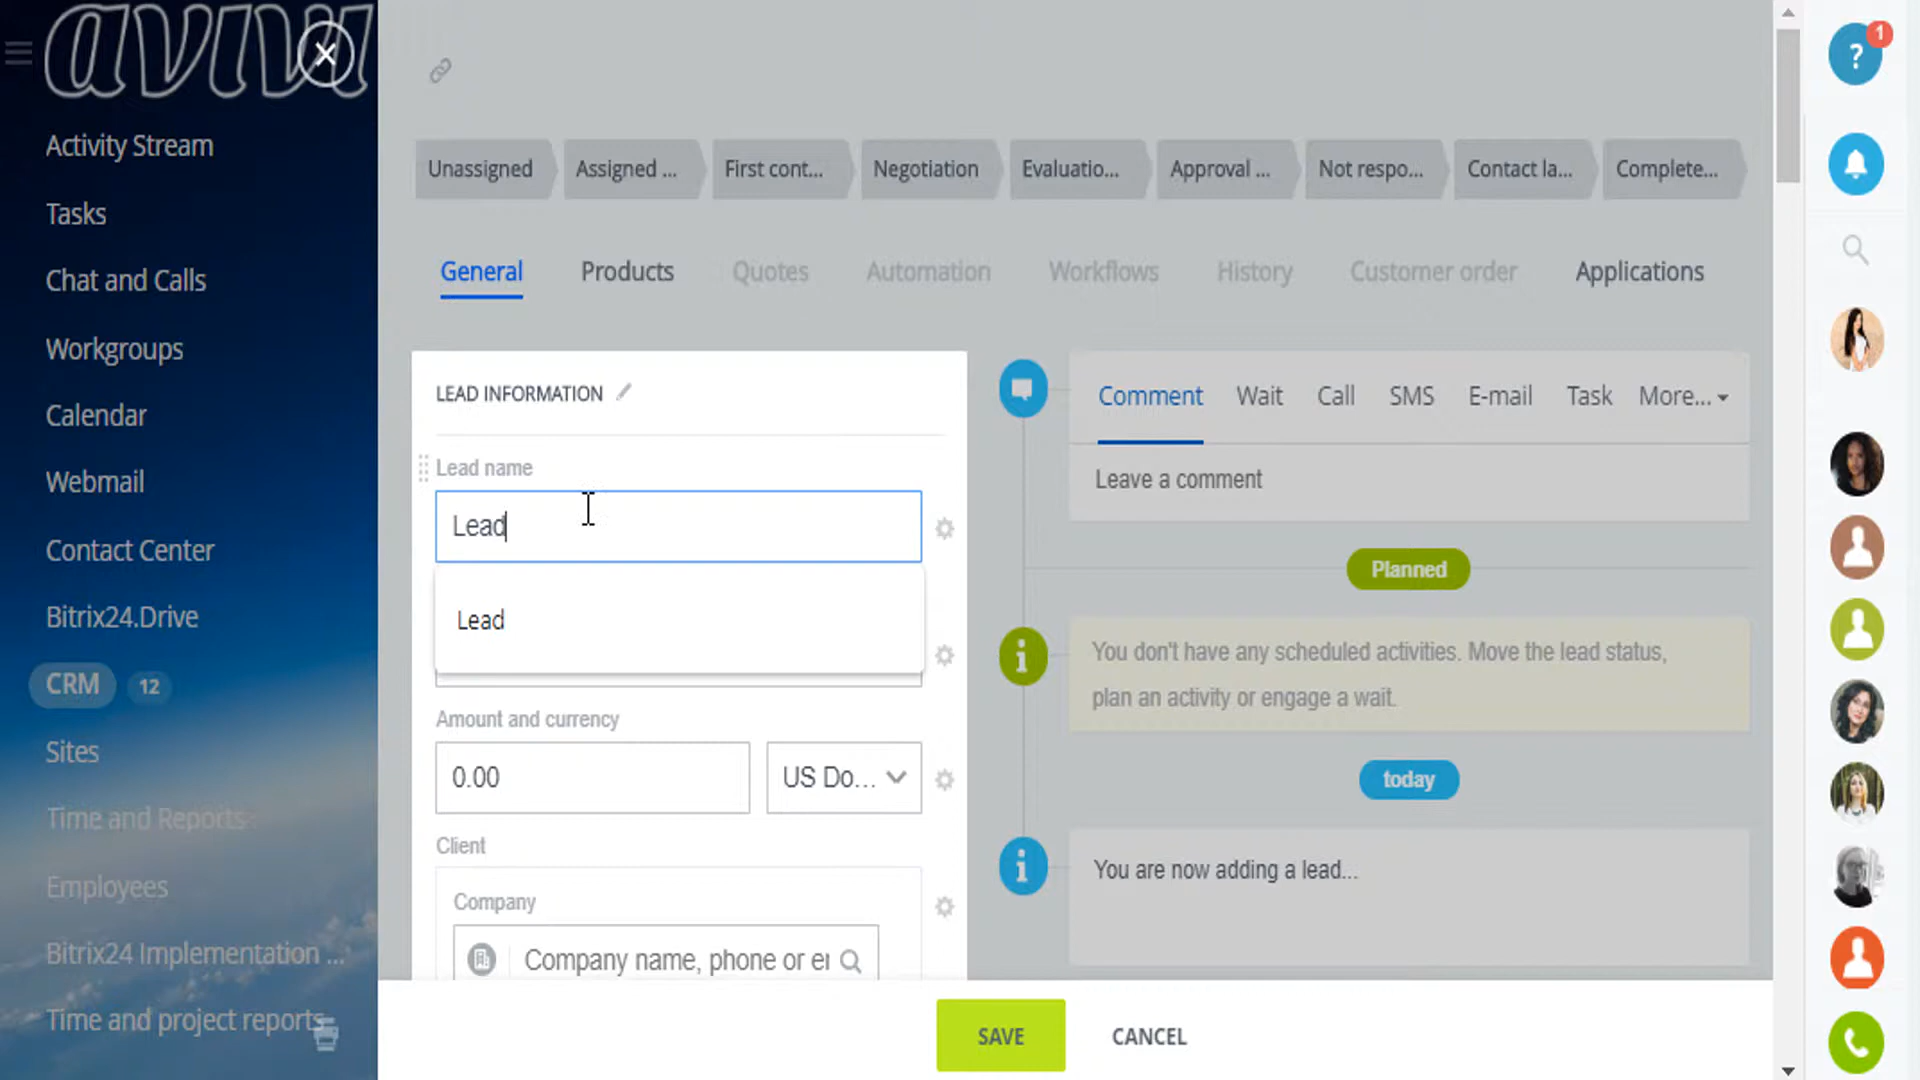 avivi
Activity Stream
Tasks
Chat and Calls
Workgroups
Calendar
Webmail
Contact Center
Bitrix24.Drive
CRM 12
Sites
Time and Reports
Employees
Bitrix24 Implementation ...
Time and project reports
Unassigned
Assigned ...
First cont...
Negotiation
Evaluatio...
Approval ...
Not respo...
Contact la...
Complete...
General
Products
Quotes
Automation
Workflows
History
Customer order
Applications
LEAD INFORMATION
Lead name
Lead
Lead
Amount and currency
0.00
US Do...
Client
Company
Company name, phone or er
Comment
Wait
Call
SMS
E-mail
Task
More...
Leave a comment
Planned
You don't have any scheduled activities. Move the lead status,
plan an activity or engage a wait.
today
You are now adding a lead...
SAVE
CANCEL
?
1